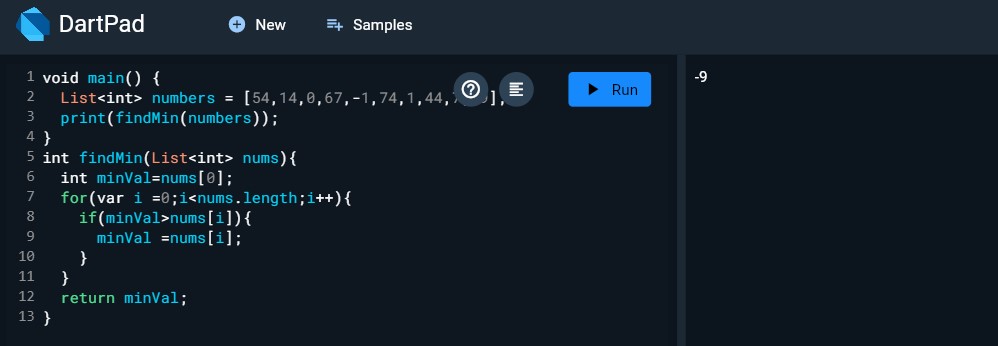 DartPad
New
Samples
1 void main() {
2 List<int> numbers = [54,14,0,67,-1,74,1,44,
3 print(findMin(numbers));
4 }
5 int findMin(List<int> nums){
6 int minVal=nums[0];
7 for(var i =0;i<nums.length;i++){
8 if(minVal>nums[i]){
9 minVal =nums[i];
10 }
11 }
12 return minVal;
13 }
Run
-9